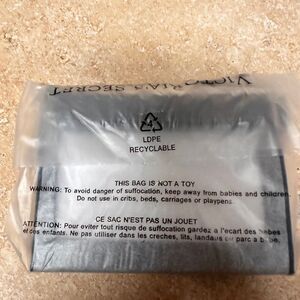 VICTORIA'S SECRET
4
LDPE
RECYCLABLE
THIS BAG IS NOT A TOY
WARNING: To avoid danger of suffocation, keep away from babies and children.
Do not use in cribs, beds, carriages or playpens.
CE SAC N'EST PAS UN JOUET
ATTENTION: Pour eviter tout risque de suffocation gardez a l'ecart des bebes
et des enfants. Ne pas utiliser dans les creches, lits, landaus ou parc a bebe.